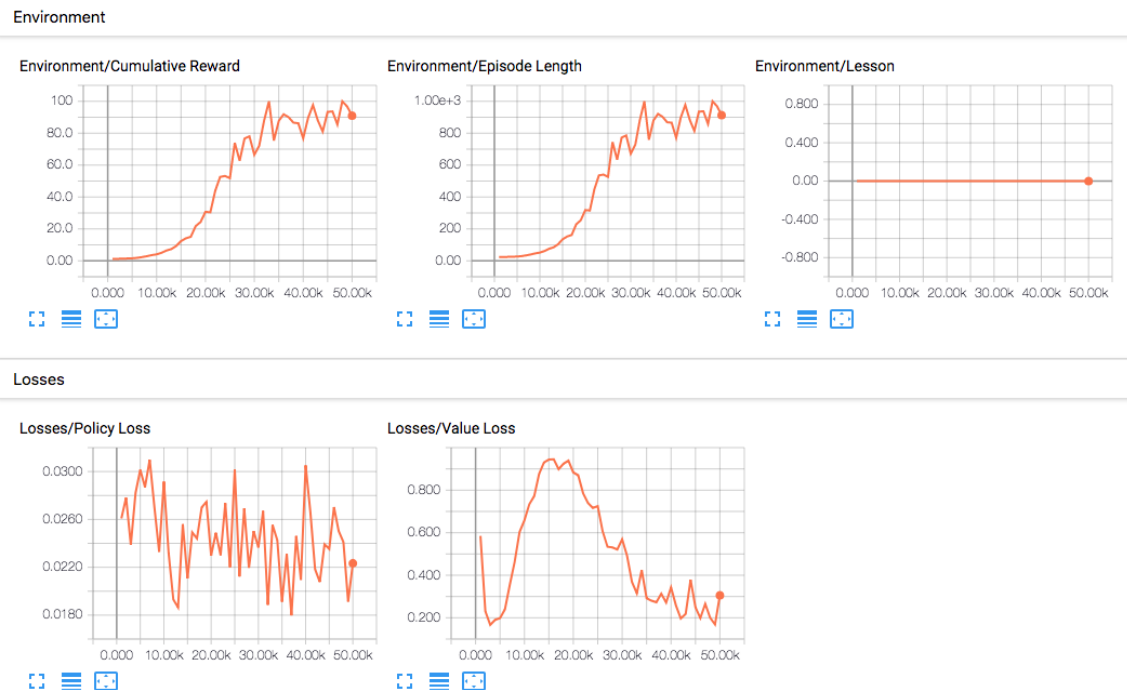 Environment
Environment/Cumulative Reward Environment/Episode Length Environment/Lesson
100 1.00e+3 0.800
80.0 800 0.400
60.0 600 0.00
40.0 400 -0.400
20.0 200 -0.800
0.00 0.00
0.000 10.00k 20.00k 30.00k 40.00k 50.00k 0.000 10.00k 20.00k 30.00k 40.00k 50.00k 0.000 10.00k 20.00k 30.00k 40.00k 50.00k
Losses
Losses/Policy Loss Losses/Value Loss
0.0300 0.800
0.0260 0.600
0.0220 0.400
0.0180 0.200
0.000 10.00k 20.00k 30.00k 40.00k 50.00k 0.000 10.00k 20.00k 30.00k 40.00k 50.00k